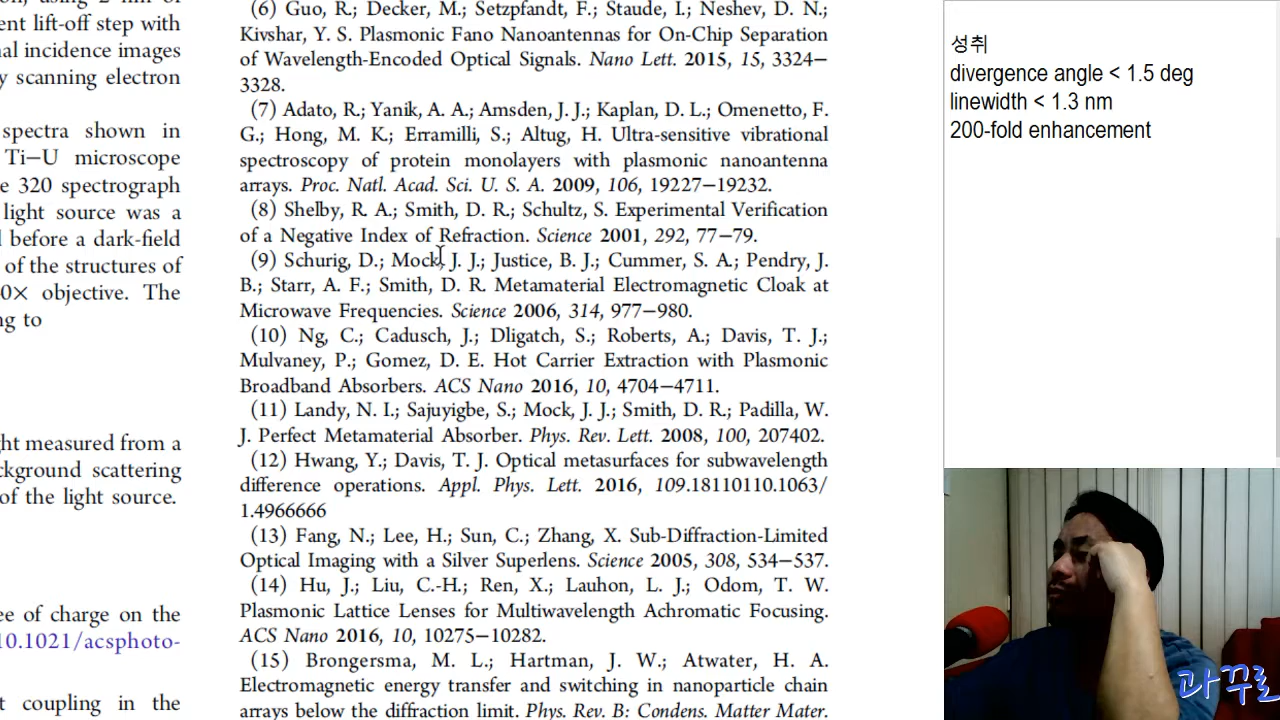 ent lift-off step with
nal incidence images
y scanning electron
spectra shown in
Ti−U microscope
e 320 spectrograph
light source was a
l before a dark-field
of the structures of
0× objective. The
ng to
ght measured from a
ckground scattering
of the light source.
ee of charge on the
10.1021/acsphoto-
t coupling in the
(6) Guo, R.; Decker, M.; Setzpfandt, F.; Staude, I.; Neshev, D. N.;
Kivshar, Y. S. Plasmonic Fano Nanoantennas for On-Chip Separation
of Wavelength-Encoded Optical Signals. Nano Lett. 2015, 15, 3324−
3328.
(7) Adato, R.; Yanik, A. A.; Amsden, J. J.; Kaplan, D. L.; Omenetto, F.
G.; Hong, M. K.; Erramilli, S.; Altug, H. Ultra-sensitive vibrational
spectroscopy of protein monolayers with plasmonic nanoantenna
arrays. Proc. Natl. Acad. Sci. U. S. A. 2009, 106, 19227−19232.
(8) Shelby, R. A.; Smith, D. R.; Schultz, S. Experimental Verification
of a Negative Index of Refraction. Science 2001, 292, 77−79.
(9) Schurig, D.; Mock, J. J.; Justice, B. J.; Cummer, S. A.; Pendry, J.
B.; Starr, A. F.; Smith, D. R. Metamaterial Electromagnetic Cloak at
Microwave Frequencies. Science 2006, 314, 977−980.
(10) Ng, C.; Cadusch, J.; Dligatch, S.; Roberts, A.; Davis, T. J.;
Mulvaney, P.; Gomez, D. E. Hot Carrier Extraction with Plasmonic
Broadband Absorbers. ACS Nano 2016, 10, 4704−4711.
(11) Landy, N. I.; Sajuyigbe, S.; Mock, J. J.; Smith, D. R.; Padilla, W.
J. Perfect Metamaterial Absorber. Phys. Rev. Lett. 2008, 100, 207402.
(12) Hwang, Y.; Davis, T. J. Optical metasurfaces for subwavelength
difference operations. Appl. Phys. Lett. 2016, 109.18110110.1063/
1.4966666
(13) Fang, N.; Lee, H.; Sun, C.; Zhang, X. Sub-Diffraction-Limited
Optical Imaging with a Silver Superlens. Science 2005, 308, 534−537.
(14) Hu, J.; Liu, C.-H.; Ren, X.; Lauhon, L. J.; Odom, T. W.
Plasmonic Lattice Lenses for Multiwavelength Achromatic Focusing.
ACS Nano 2016, 10, 10275−10282.
(15) Brongersma, M. L.; Hartman, J. W.; Atwater, H. A.
Electromagnetic energy transfer and switching in nanoparticle chain
arrays below the diffraction limit. Phys. Rev. B: Condens. Matter Mater.
성취
divergence angle < 1.5 deg
linewidth < 1.3 nm
200-fold enhancement
과꾸로